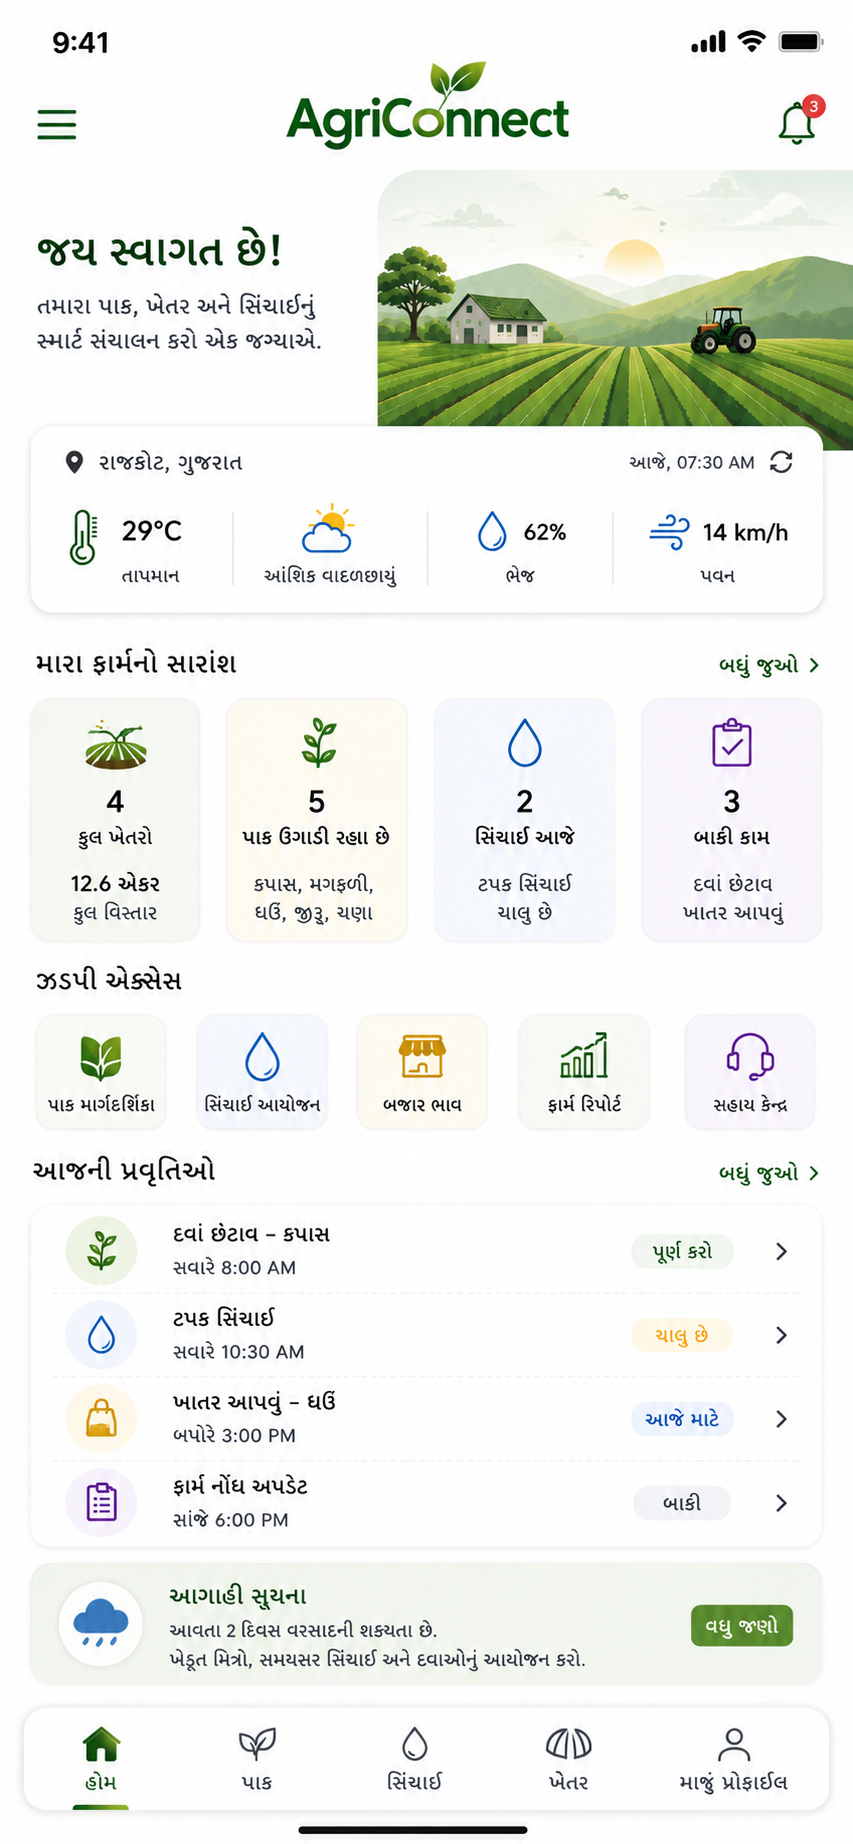 9:41
AgriConnect
3
જય સ્વાગત છે!
તમારા પાક, ખેતર અને સિંચાઈનું
સ્માર્ટ સંચાલન કરો એક જગ્યાએ.
રાજકોટ, ગુજરાત
આજે, 07:30 AM
29°C
તાપમાન
આંશિક વાદળછાયું
62%
ભેજ
14 km/h
પવન
મારા ફાર્મનો સારાંશ
બધું જુઓ
4
કુલ ખેતરો
12.6 એકર
કુલ વિસ્તાર
5
પાક ઉગાડી રહ્યા છે
કપાસ, મગફળી,
ઘઉં, જીરૂ, ચણા
2
સિંચાઈ આજે
ટપક સિંચાઈ
ચાલુ છે
3
બાકી કામ
દવાં છેટાવ
ખાતર આપવું
ઝડપી એક્સેસ
પાક માર્ગદર્શિકા
સિંચાઈ આયોજન
બજાર ભાવ
ફાર્મ રિપોર્ટ
સહાય કેન્દ્ર
આજની પ્રવૃતિઓ
બધું જુઓ
દવાં છેટાવ – કપાસ
સવારે 8:00 AM
પૂર્ણ કરો
ટપક સિંચાઈ
સવારે 10:30 AM
ચાલુ છે
ખાતર આપવું – ઘઉં
બપોરે 3:00 PM
આજે માટે
ફાર્મ નોંધ અપડેટ
સાંજે 6:00 PM
બાકી
આગાહી સુચના
આવતા 2 દિવસ વરસાદની શક્યતા છે.
ખેડૂત મિત્રો, સમયસર સિંચાઈ અને દવાઓનું આયોજન કરો.
વધુ જણો
હોમ
પાક
સિંચાઈ
ખેતર
માજું પ્રોફાઈલ